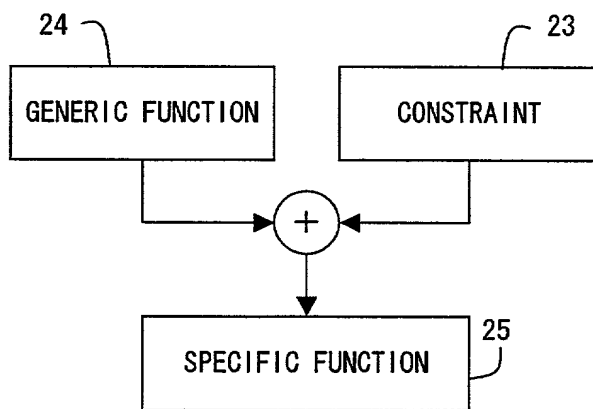 24
23
GENERIC FUNCTION
CONSTRAINT
+
25
SPECIFIC FUNCTION